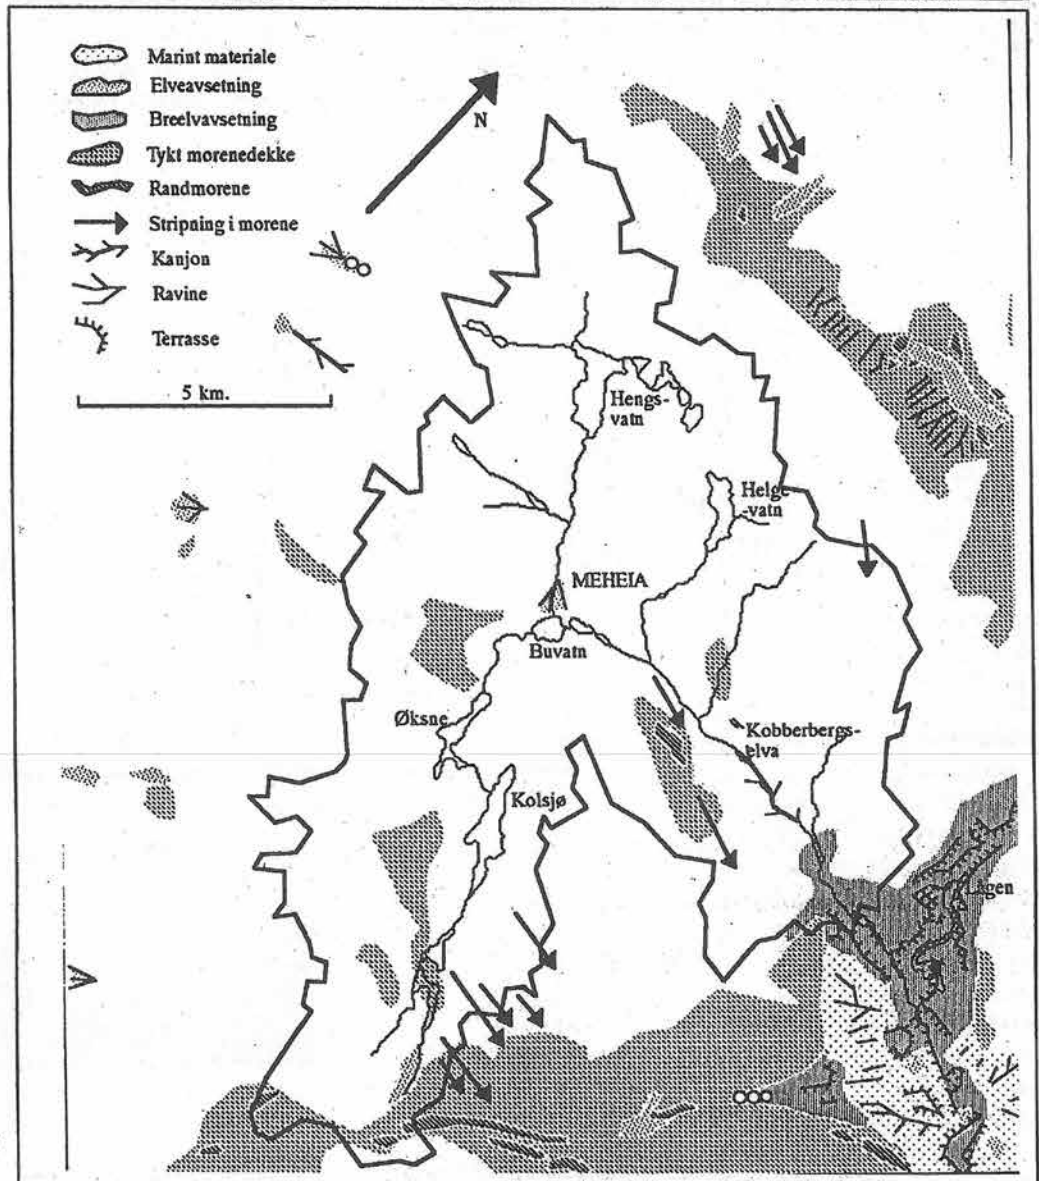 Marint materiale
Elveavsetning
Breelvavsetning
Tykt morenedekke
Randmorene
Stripning i morene
Kanjon
Ravine
Terrasse
5 km.
N
Hengs-
vatn
Helge
-vatn
MEHEIA
Buvatn
Øksne
Kobberbergs-
elva
Kolsjø
Lågen